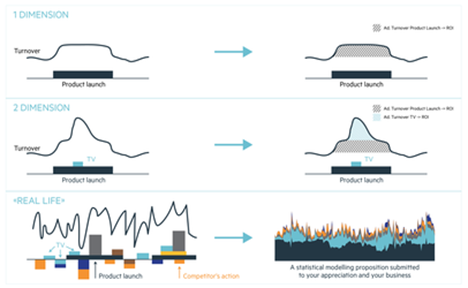 1 DIMENSION
Turnover
Product launch
Ad. Turnover Product Launch → ROI
Product launch
2 DIMENSION
Turnover
TV
Product launch
Ad. Turnover Product Launch → ROI
Ad. Turnover TV → ROI
TV
Product launch
«REAL LIFE»
TV
Product launch
Competitor's action
A statistical modelling proposition submitted
to your appreciation and your business